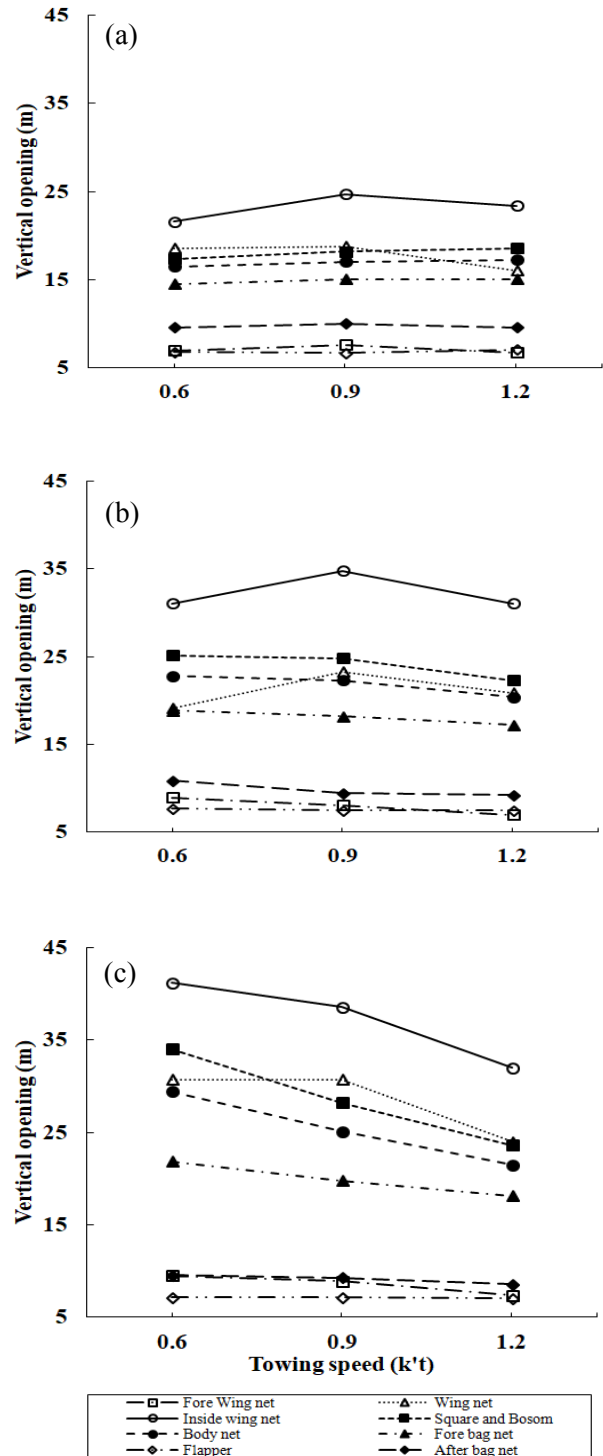 (a)
Vertical opening (m)
45
35
25
15
5
0.6 0.9 1.2
(b)
Vertical opening (m)
45
35
25
15
5
0.6 0.9 1.2
(c)
Vertical opening (m)
45
35
25
15
5
0.6 0.9 1.2
Towing speed (k't)
Fore Wing net Wing net
Inside wing net Square and Bosom
Body net Fore bag net
Flapper After bag net